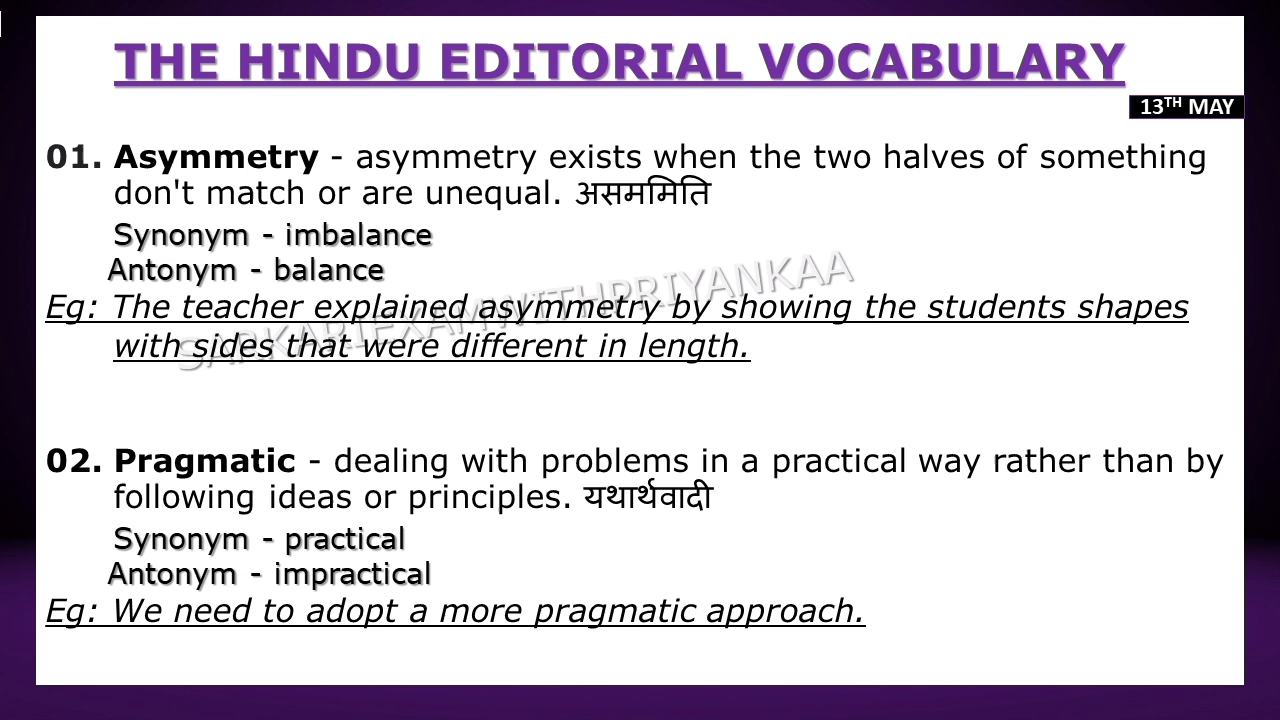 THE HINDU EDITORIAL VOCABULARY
13TH MAY
01. Asymmetry - asymmetry exists when the two halves of something
don't match or are unequal. असममिति
Synonym - imbalance
Antonym - balance
SARKARIEXAMWITHPRIYANKAA
Eg: The teacher explained asymmetry by showing the students shapes
with sides that were different in length.
02. Pragmatic - dealing with problems in a practical way rather than by
following ideas or principles. यथार्थवादी
Synonym - practical
Antonym - impractical
Eg: We need to adopt a more pragmatic approach.